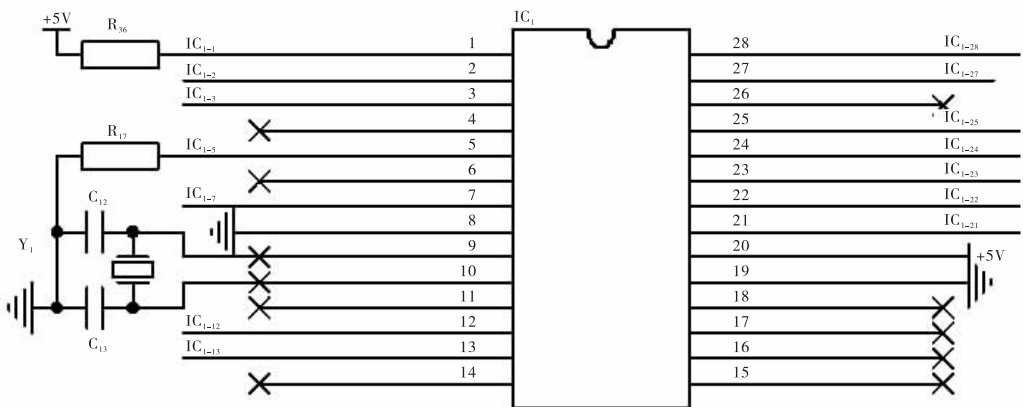 +5V
R36
IC1
IC1-1 1 28 IC1-28
IC1-2 2 27 IC1-27
IC1-3 3 26
4 25 IC1-25
R17
IC1-5 5 24 IC1-24
6 23 IC1-23
IC1-7 7 22 IC1-22
C12
8 21 IC1-21
Y1
9 20
+5V
10 19
11 18
IC1-12 12 17
C13
IC1-13 13 16
14 15